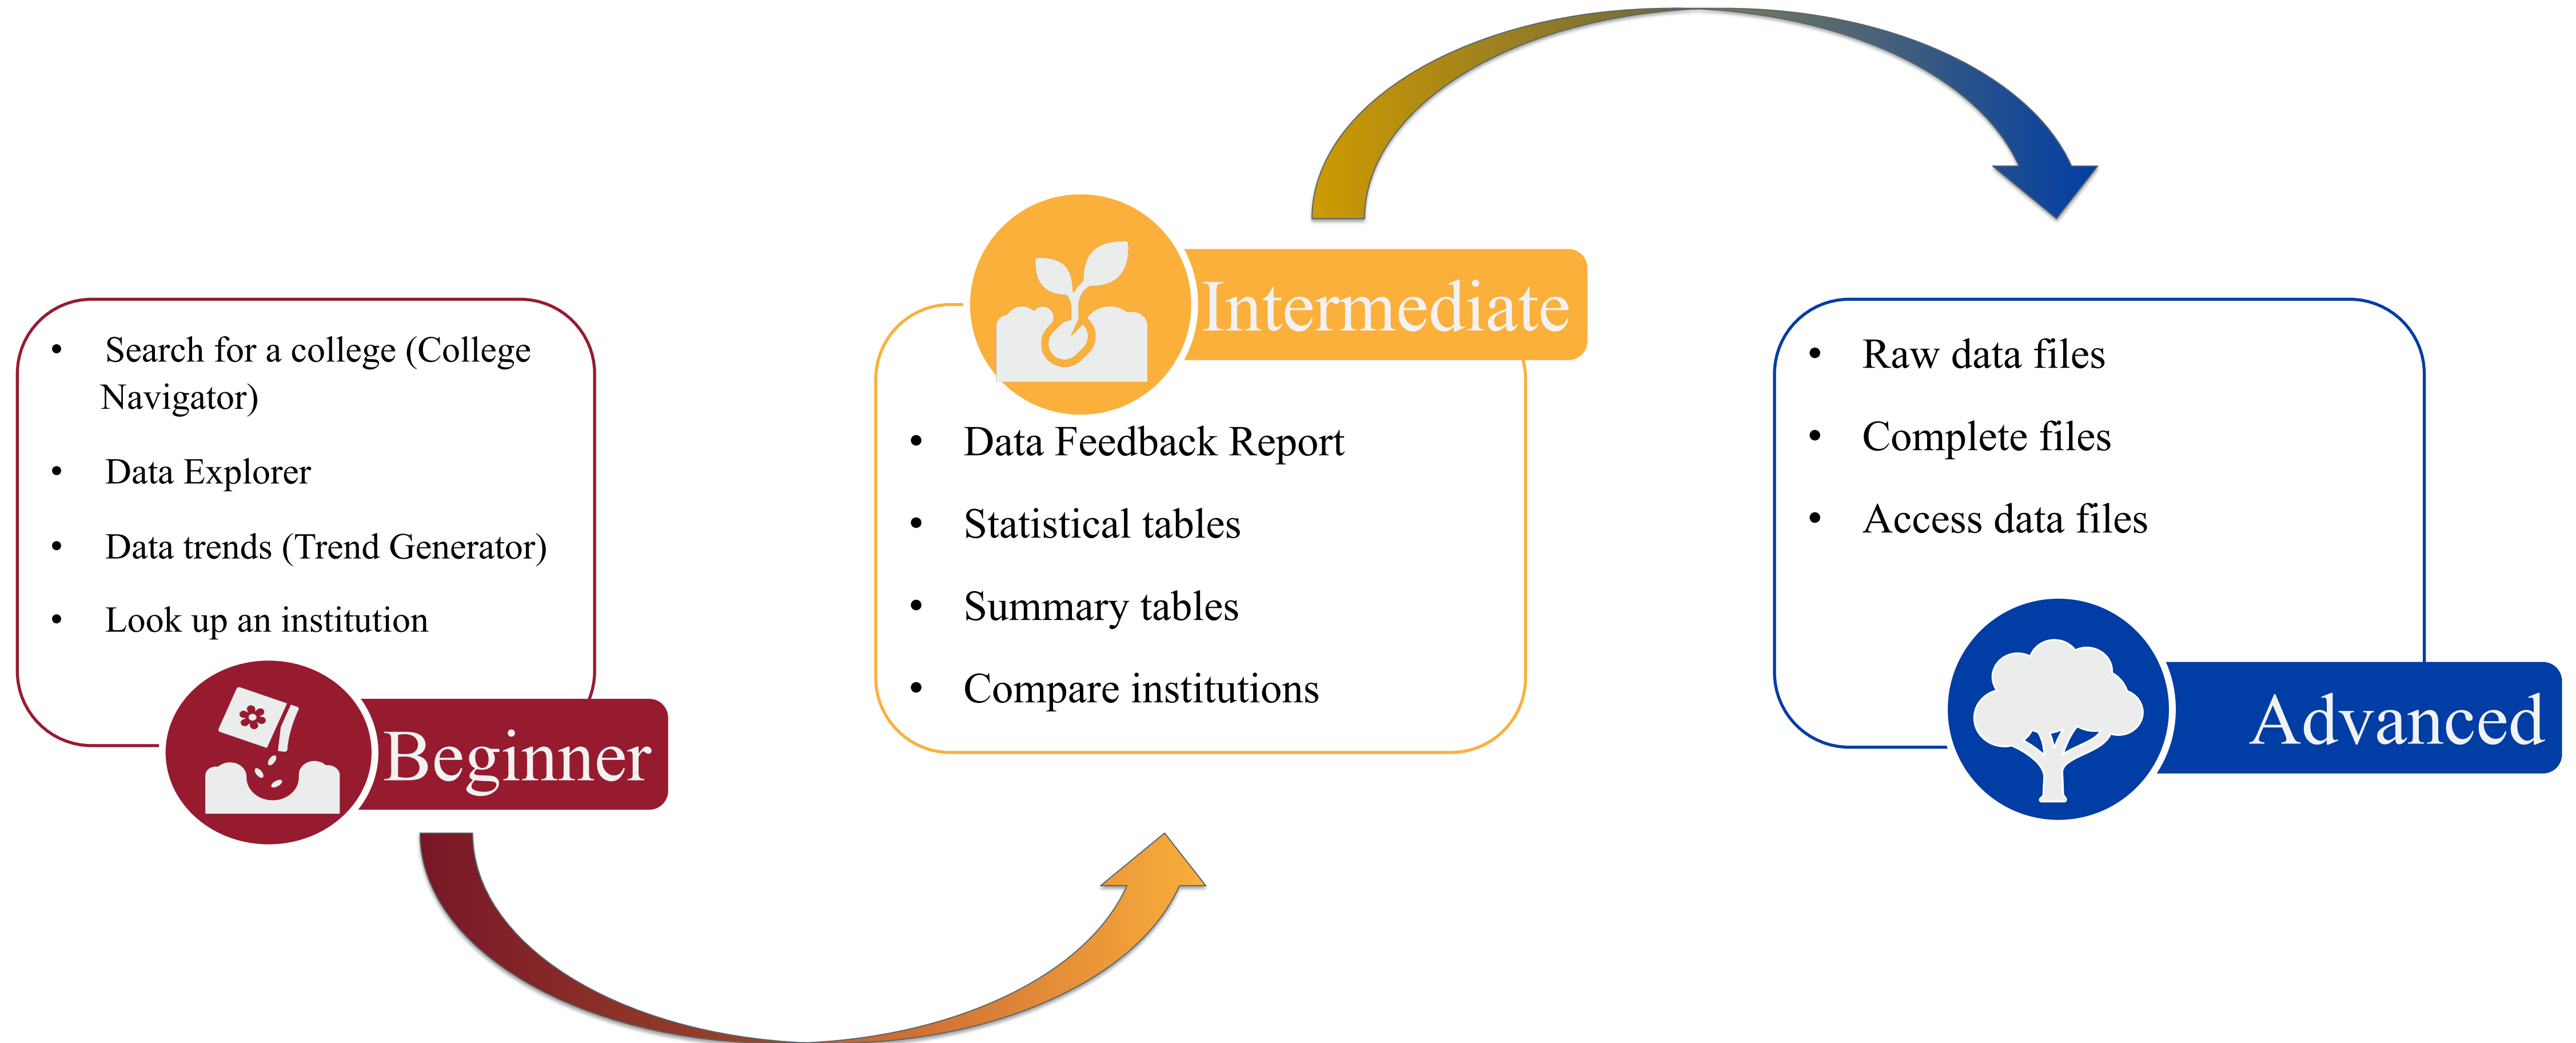 • Search for a college (College
Navigator)
• Data Explorer
• Data trends (Trend Generator)
• Look up an institution
Beginner
Intermediate
• Data Feedback Report
• Statistical tables
• Summary tables
• Compare institutions
• Raw data files
• Complete files
• Access data files
Advanced